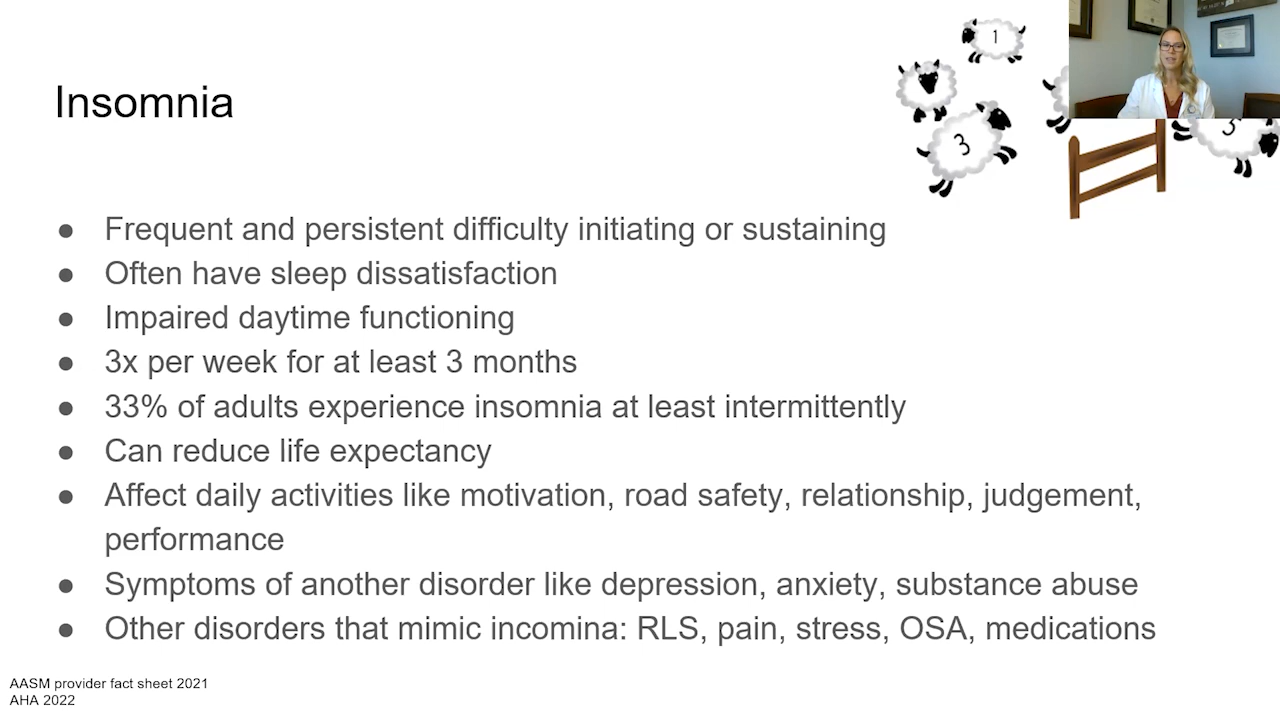 Insomnia
1
3
5
● Frequent and persistent difficulty initiating or sustaining
● Often have sleep dissatisfaction
● Impaired daytime functioning
● 3x per week for at least 3 months
● 33% of adults experience insomnia at least intermittently
● Can reduce life expectancy
● Affect daily activities like motivation, road safety, relationship, judgement,
performance
● Symptoms of another disorder like depression, anxiety, substance abuse
● Other disorders that mimic incomina: RLS, pain, stress, OSA, medications
AASM provider fact sheet 2021
AHA 2022